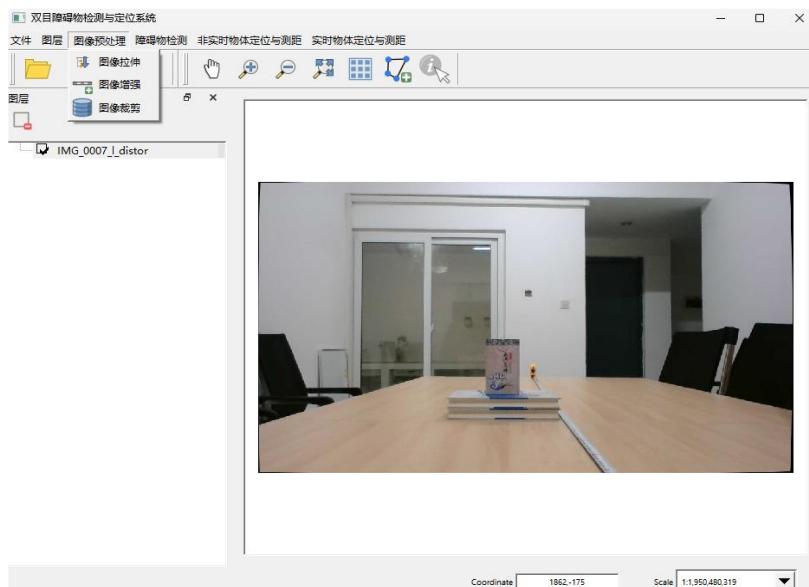 双目障碍物检测与定位系统
文件 图层 图像预处理 障碍物检测 非实时物体定位与测距 实时物体定位与测距
图像拉伸
图像增强
图像裁剪
图层
IMG_0007_l_distor
Coordinate 1862,-175 Scale 1:1,950,480,319